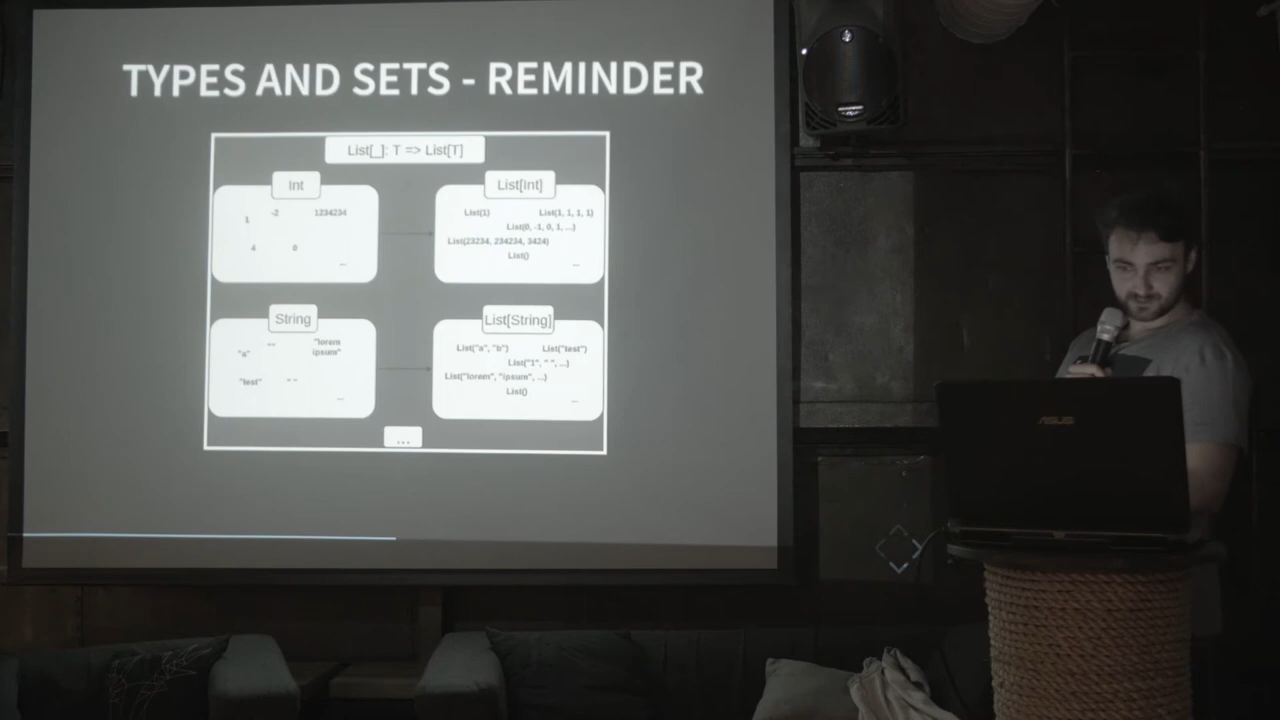 TYPES AND SETS - REMINDER
List[_]: T => List[T]
Int
1
-2
1234234
4
0
...
List[Int]
List(1)
List(1, 1, 1, 1)
List(0, -1, 0, 1, ...)
List(23234, 234234, 3424)
List()
...
String
"a"
""
"lorem
ipsum"
"test"
" "
...
List[String]
List("a", "b")
List("test")
List("1", " ", ...)
List("lorem", "ipsum", ...)
List()
...
...
ASUS